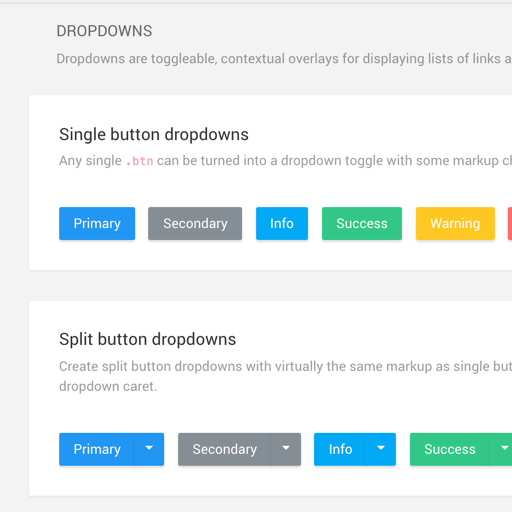 DROPDOWNS
Dropdowns are toggleable, contextual overlays for displaying lists of links a
Single button dropdowns
Any single .btn can be turned into a dropdown toggle with some markup ch
Primary Secondary Info Success Warning
Split button dropdowns
Create split button dropdowns with virtually the same markup as single but
dropdown caret.
Primary Secondary Info Success